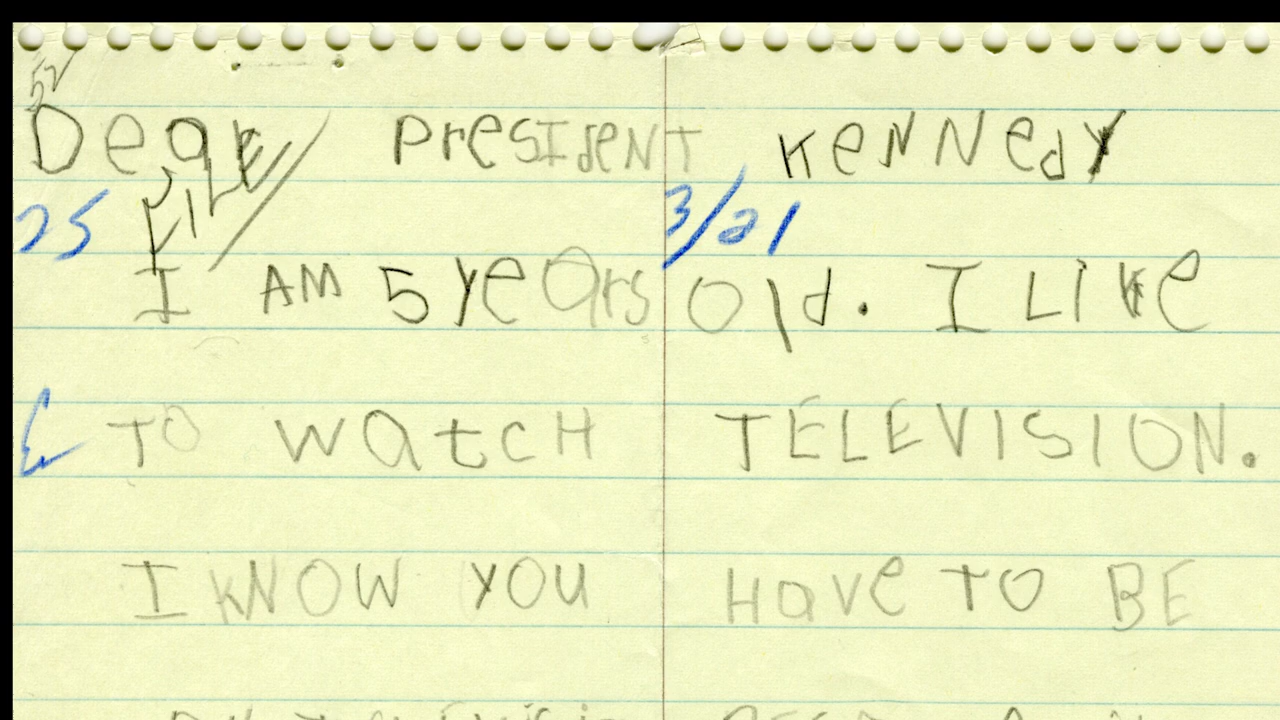 52
Dear President Kennedy
FILE
25 3/21
I AM 5 years old. I LIke
TO watcH TELEVISION.
I KNOW YOU Have TO BE